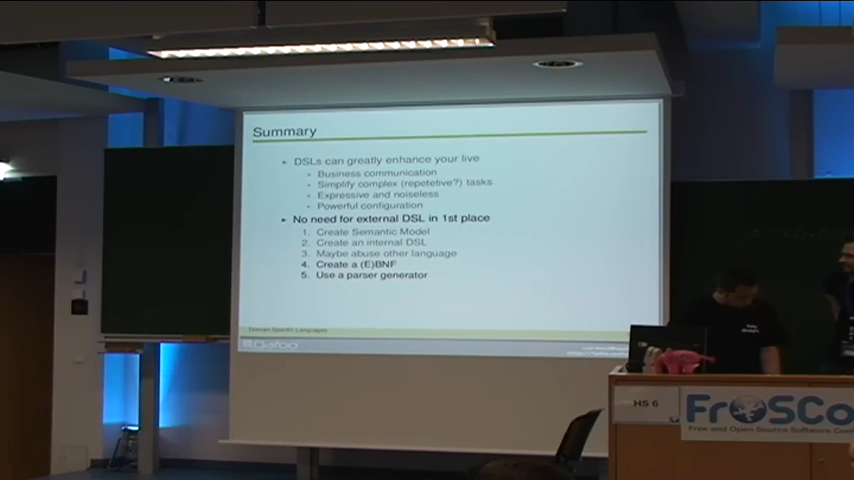 Summary
DSLs can greatly enhance your live
Business communication
Simplify complex (repetetive?) tasks
Expressive and noiseless
Powerful configuration
No need for external DSL in 1st place
1. Create Semantic Model
2. Create an internal DSL
3. Maybe abuse other language
4. Create a (E)BNF
5. Use a parser generator
Domain Specific Languages
Qafoo
HS 6
FrOSCo
Free and Open Source Software Con